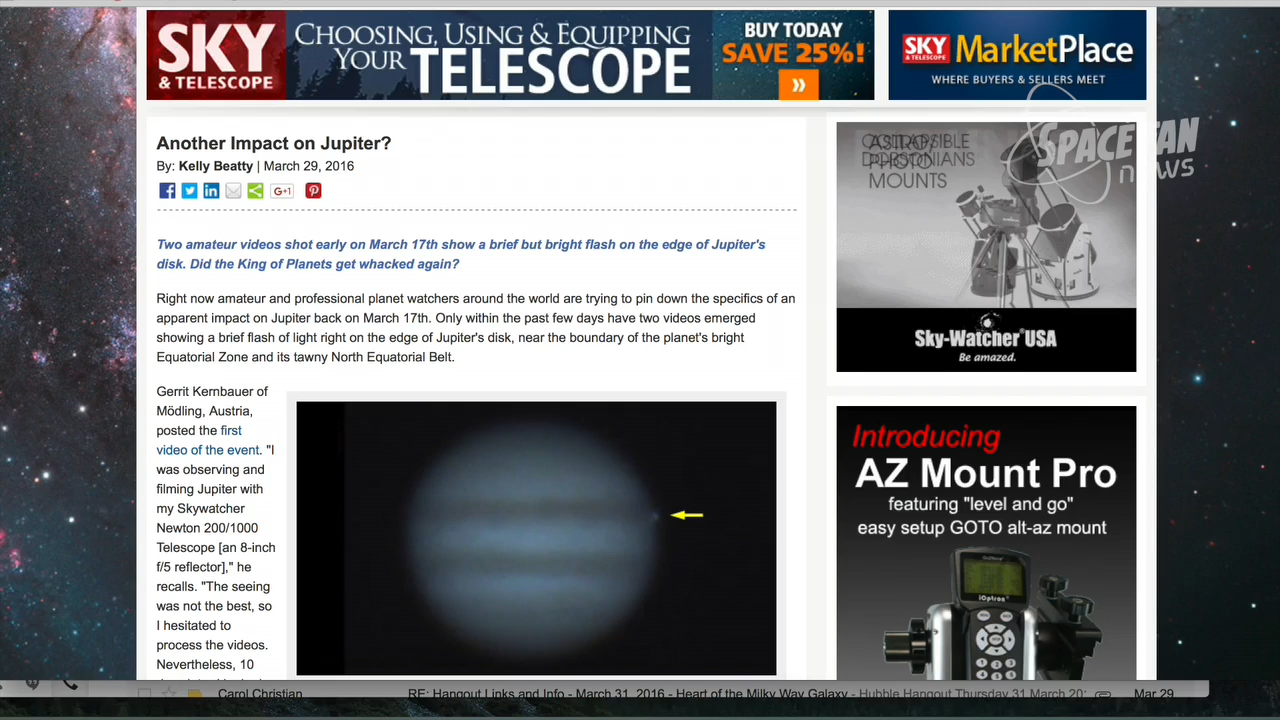 SKY
& TELESCOPE
CHOOSING, USING & EQUIPPING
YOUR TELESCOPE
BUY TODAY
SAVE 25%!
»
SKY
& TELESCOPE
MarketPlace
WHERE BUYERS & SELLERS MEET
SPACE FAN
news
Another Impact on Jupiter?
By: Kelly Beatty | March 29, 2016
G+1
Two amateur videos shot early on March 17th show a brief but bright flash on the edge of Jupiter's
disk. Did the King of Planets get whacked again?
Right now amateur and professional planet watchers around the world are trying to pin down the specifics of an
apparent impact on Jupiter back on March 17th. Only within the past few days have two videos emerged
showing a brief flash of light right on the edge of Jupiter's disk, near the boundary of the planet's bright
Equatorial Zone and its tawny North Equatorial Belt.
Gerrit Kernbauer of
Mödling, Austria,
posted the first
video of the event. "I
was observing and
filming Jupiter with
my Skywatcher
Newton 200/1000
Telescope [an 8-inch
f/5 reflector]," he
recalls. "The seeing
was not the best, so
I hesitated to
process the videos.
Nevertheless, 10
COLLAPSIBLE
DOBSONIANS
ASTRO/
PHOTO
MOUNTS
Sky-Watcher USA
Be amazed.
Introducing
AZ Mount Pro
featuring "level and go"
easy setup GOTO alt-az mount
iOptron
Carol Christian
RE: Hangout Links and Info - March 31, 2016 - Heart of the Milky Way Galaxy - Hubble Hangout Thursday 31 March 20
Mar 29